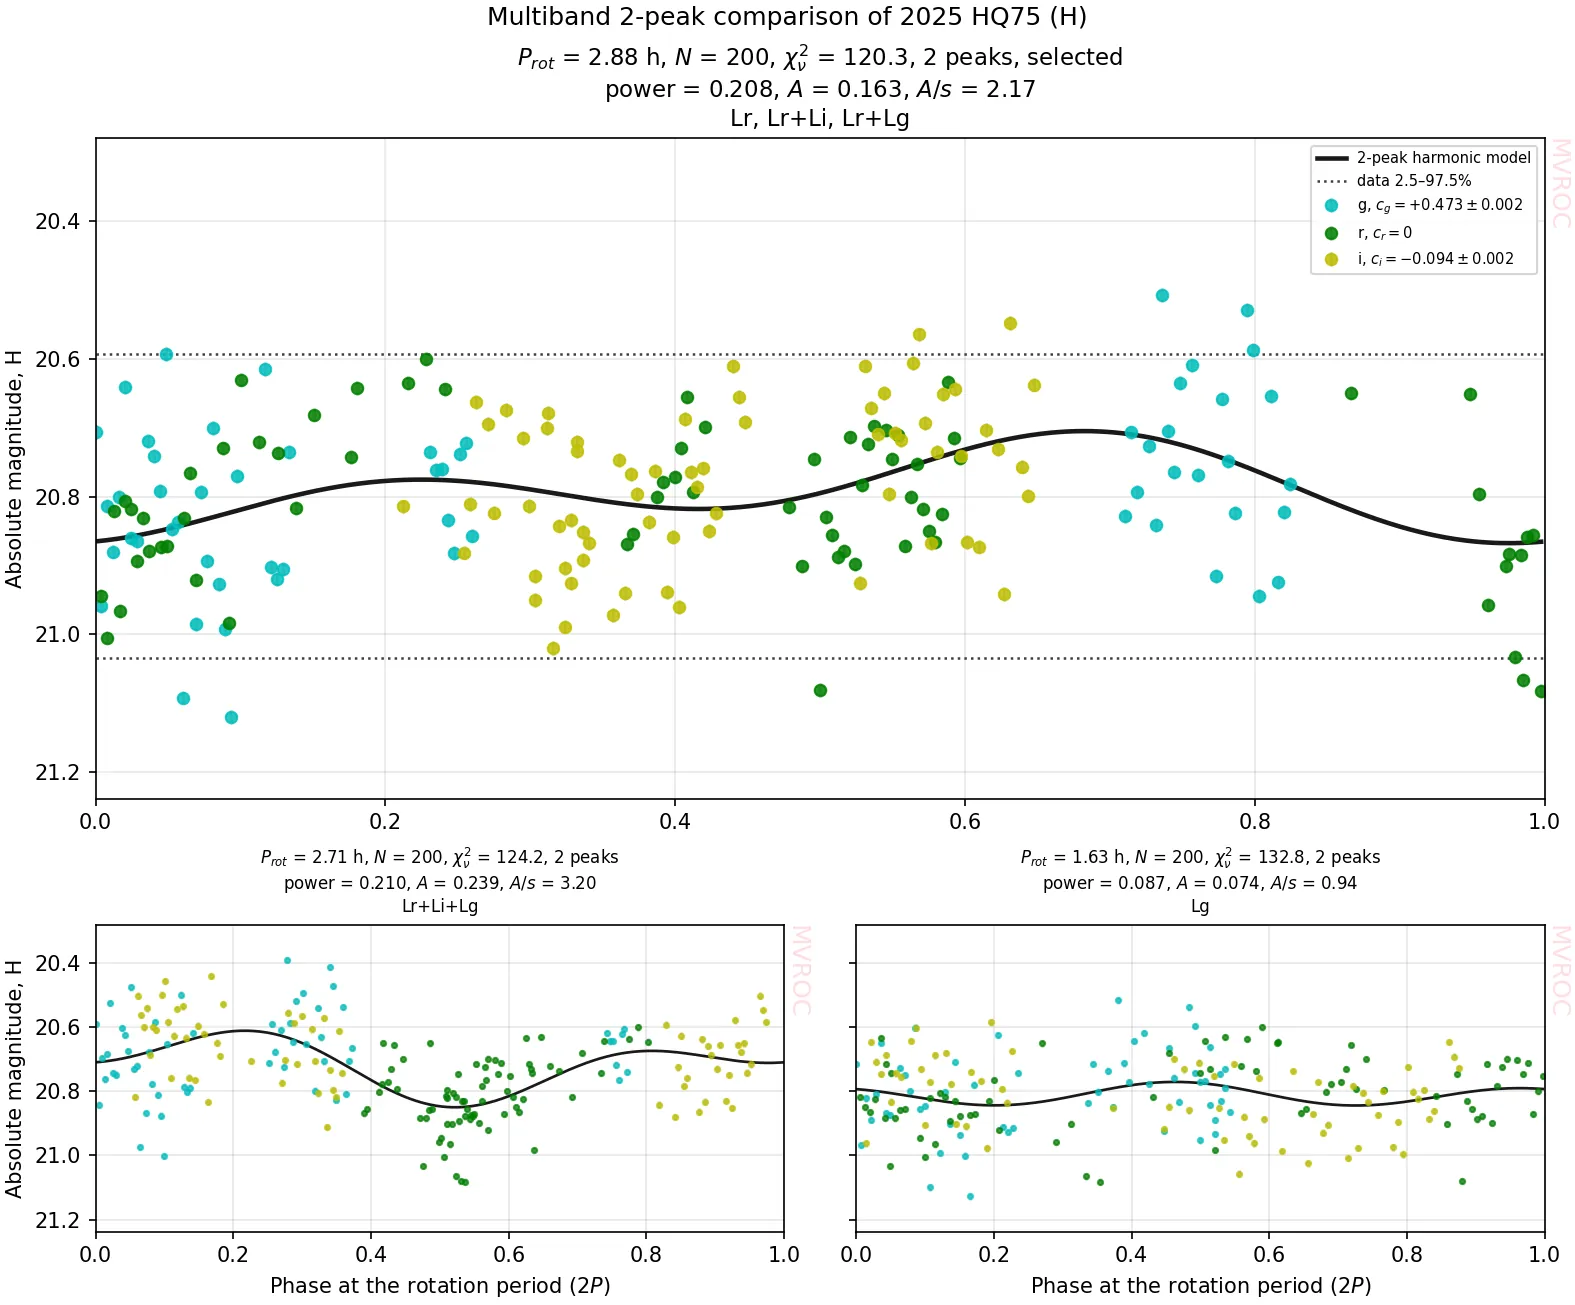 Multiband 2-peak comparison of 2025 HQ75 (H)
P_rot = 2.88 h, N = 200, χ²_ν = 120.3, 2 peaks, selected
power = 0.208, A = 0.163, A/s = 2.17
Lr, Lr+Li, Lr+Lg
2-peak harmonic model
data 2.5–97.5%
g, c_g = +0.473 ± 0.002
r, c_r = 0
i, c_i = −0.094 ± 0.002
MVROC
Absolute magnitude, H
20.4
20.6
20.8
21.0
21.2
0.0 0.2 0.4 0.6 0.8 1.0
P_rot = 2.71 h, N = 200, χ²_ν = 124.2, 2 peaks
power = 0.210, A = 0.239, A/s = 3.20
Lr+Li+Lg
MVROC
Absolute magnitude, H
20.4
20.6
20.8
21.0
21.2
0.0 0.2 0.4 0.6 0.8 1.0
Phase at the rotation period (2P)
P_rot = 1.63 h, N = 200, χ²_ν = 132.8, 2 peaks
power = 0.087, A = 0.074, A/s = 0.94
Lg
MVROC
0.0 0.2 0.4 0.6 0.8 1.0
Phase at the rotation period (2P)